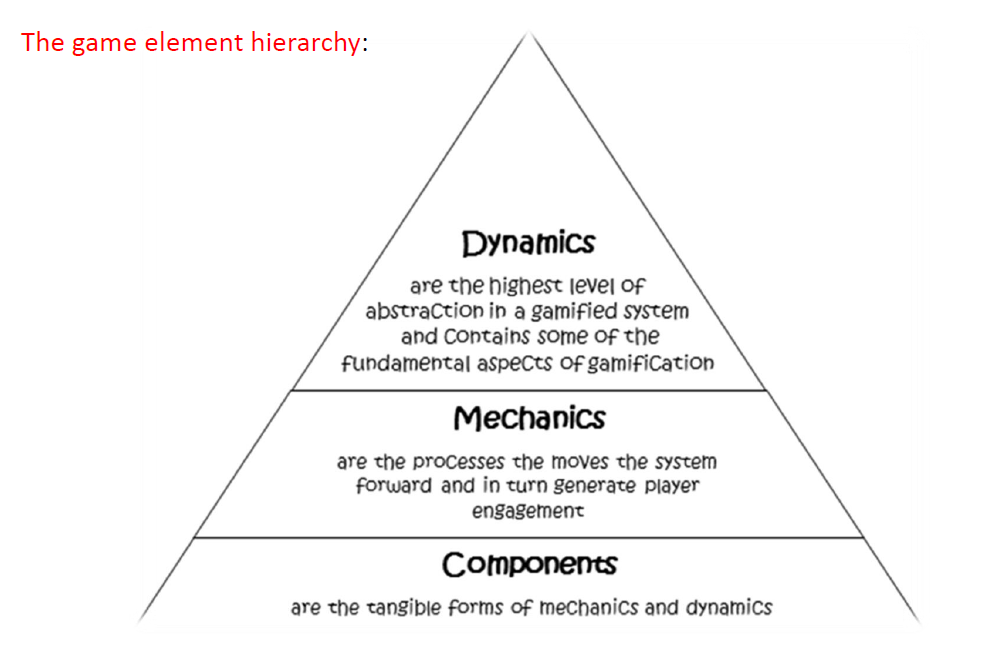 The game element hierarchy:
Dynamics
are the highest level of
abstraction in a gamified system
and contains some of the
fundamental aspects of gamification
Mechanics
are the processes the moves the system
forward and in turn generate player
engagement
Components
are the tangible forms of mechanics and dynamics